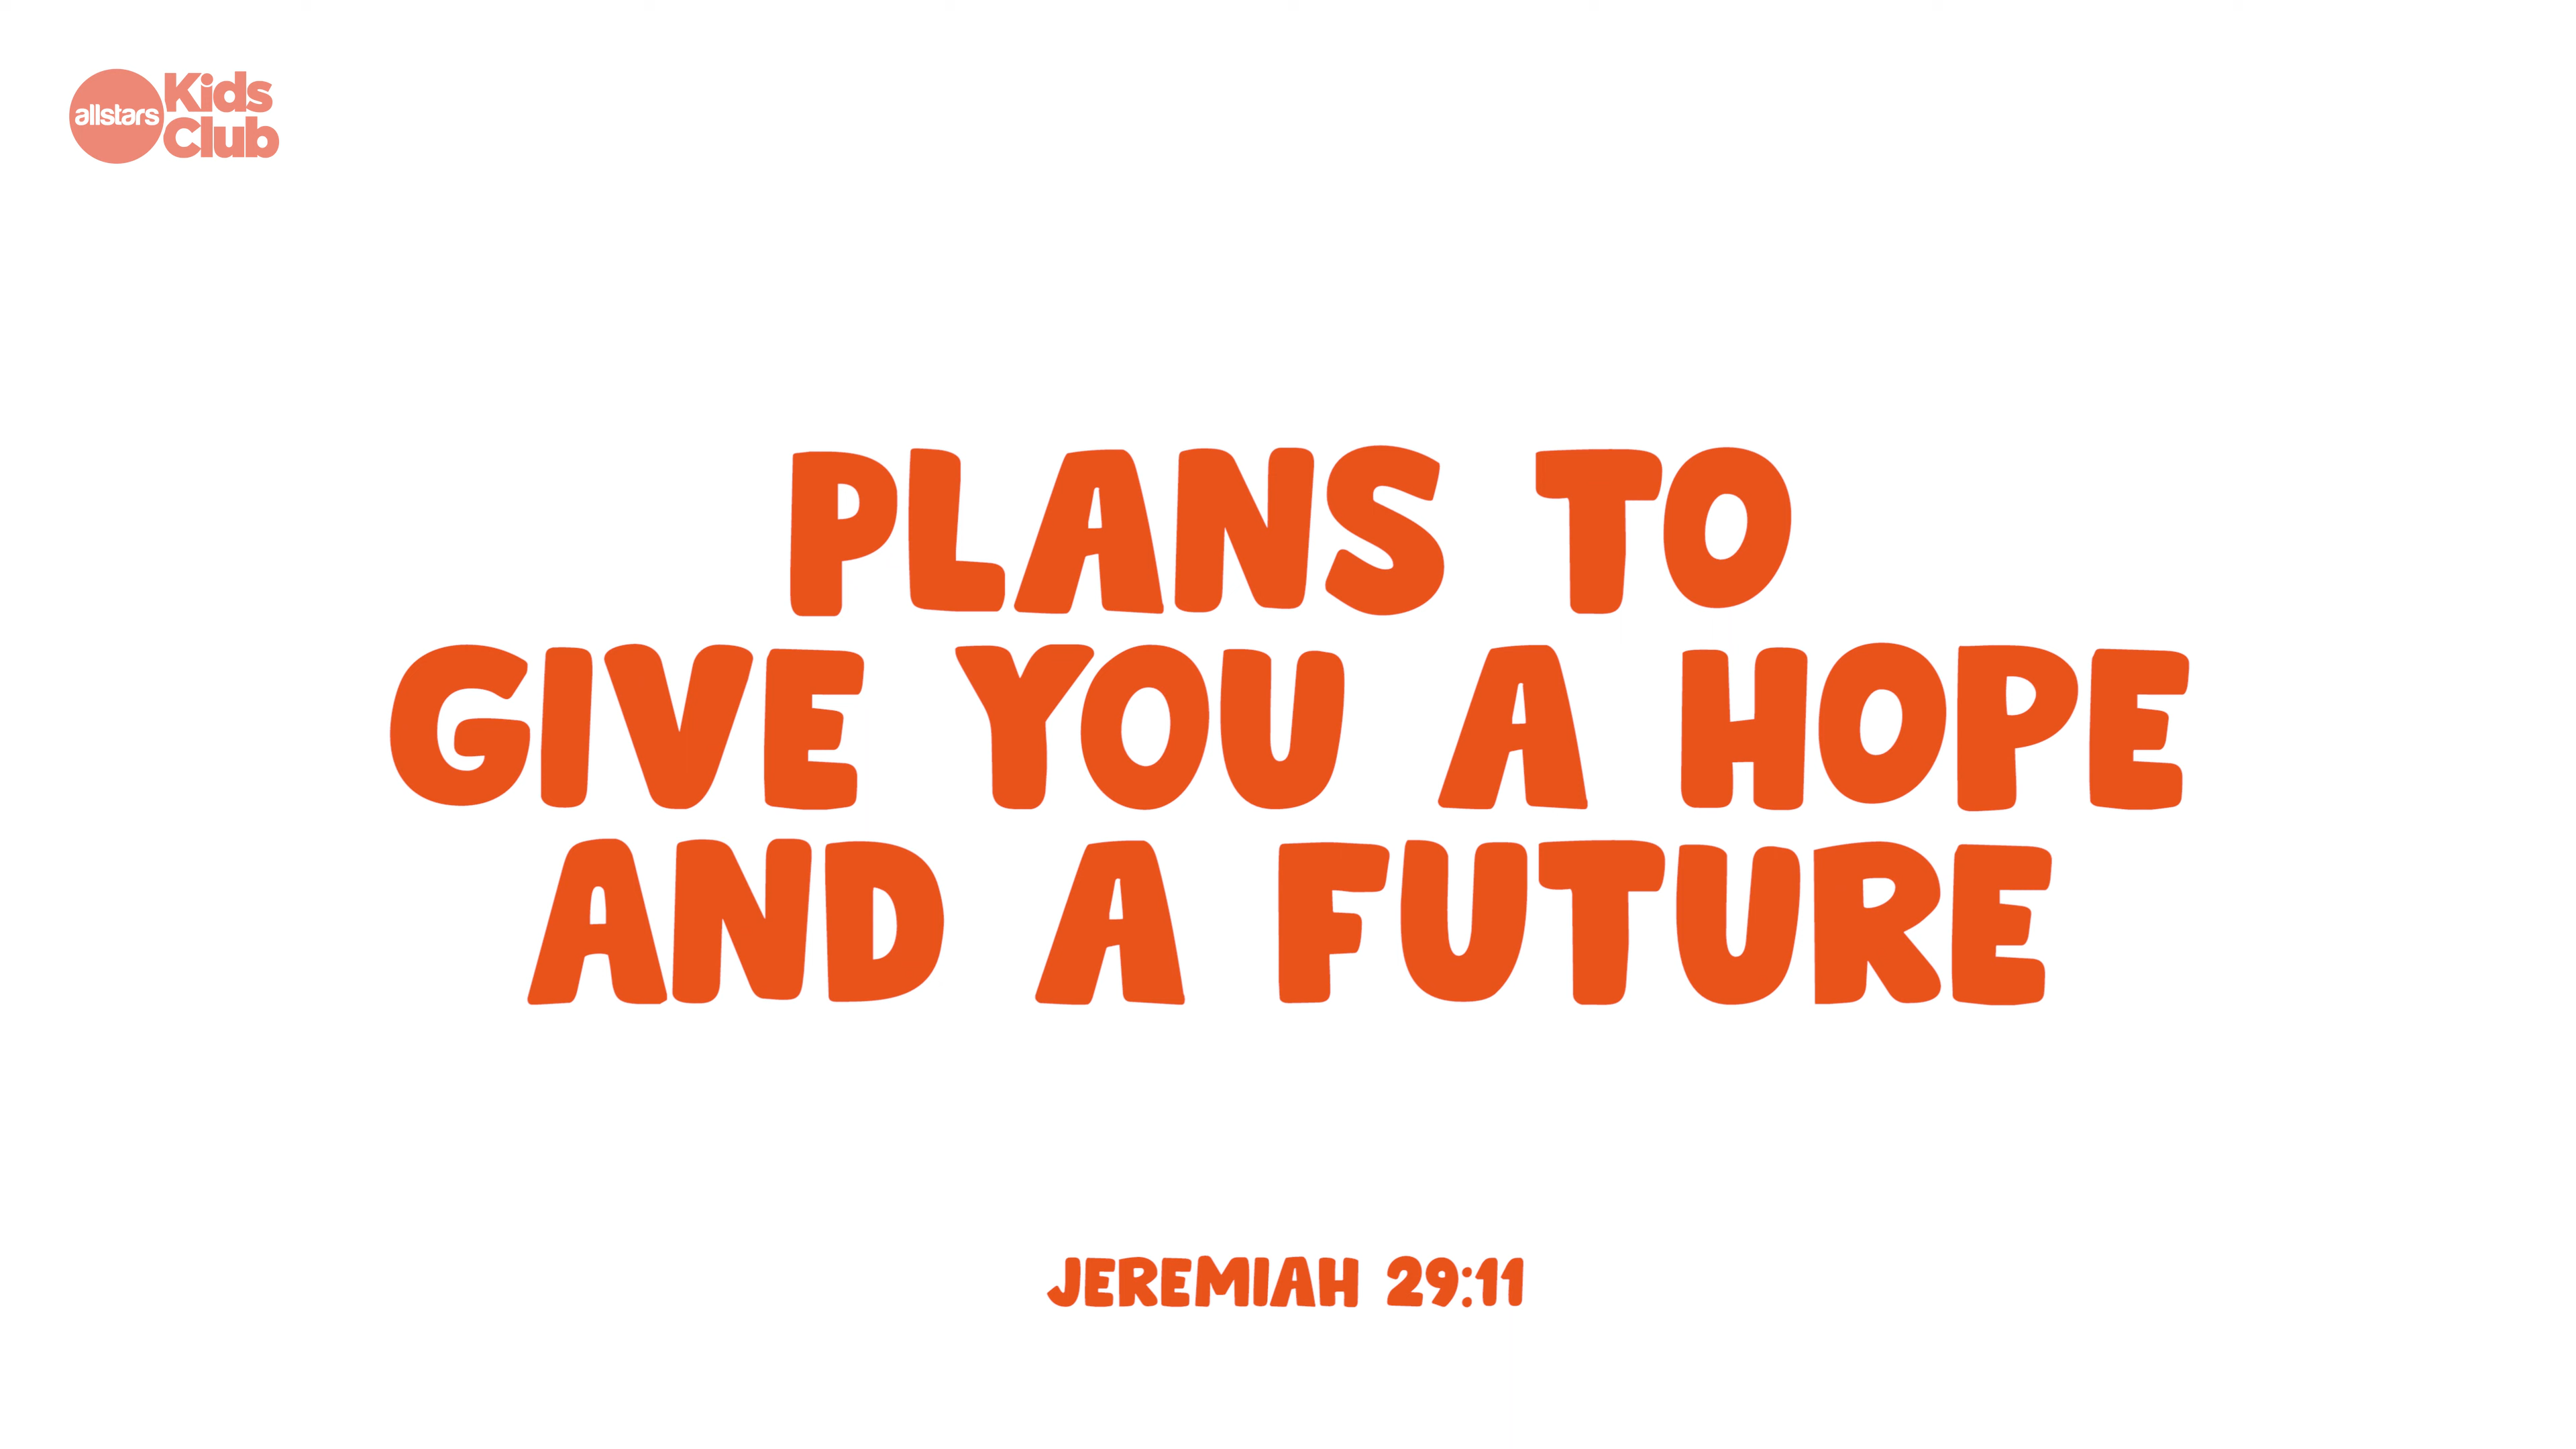 allstars
Kids
Club
PLANS TO
GIVE YOU A HOPE
AND A FUTURE
JEREMIAH 29:11